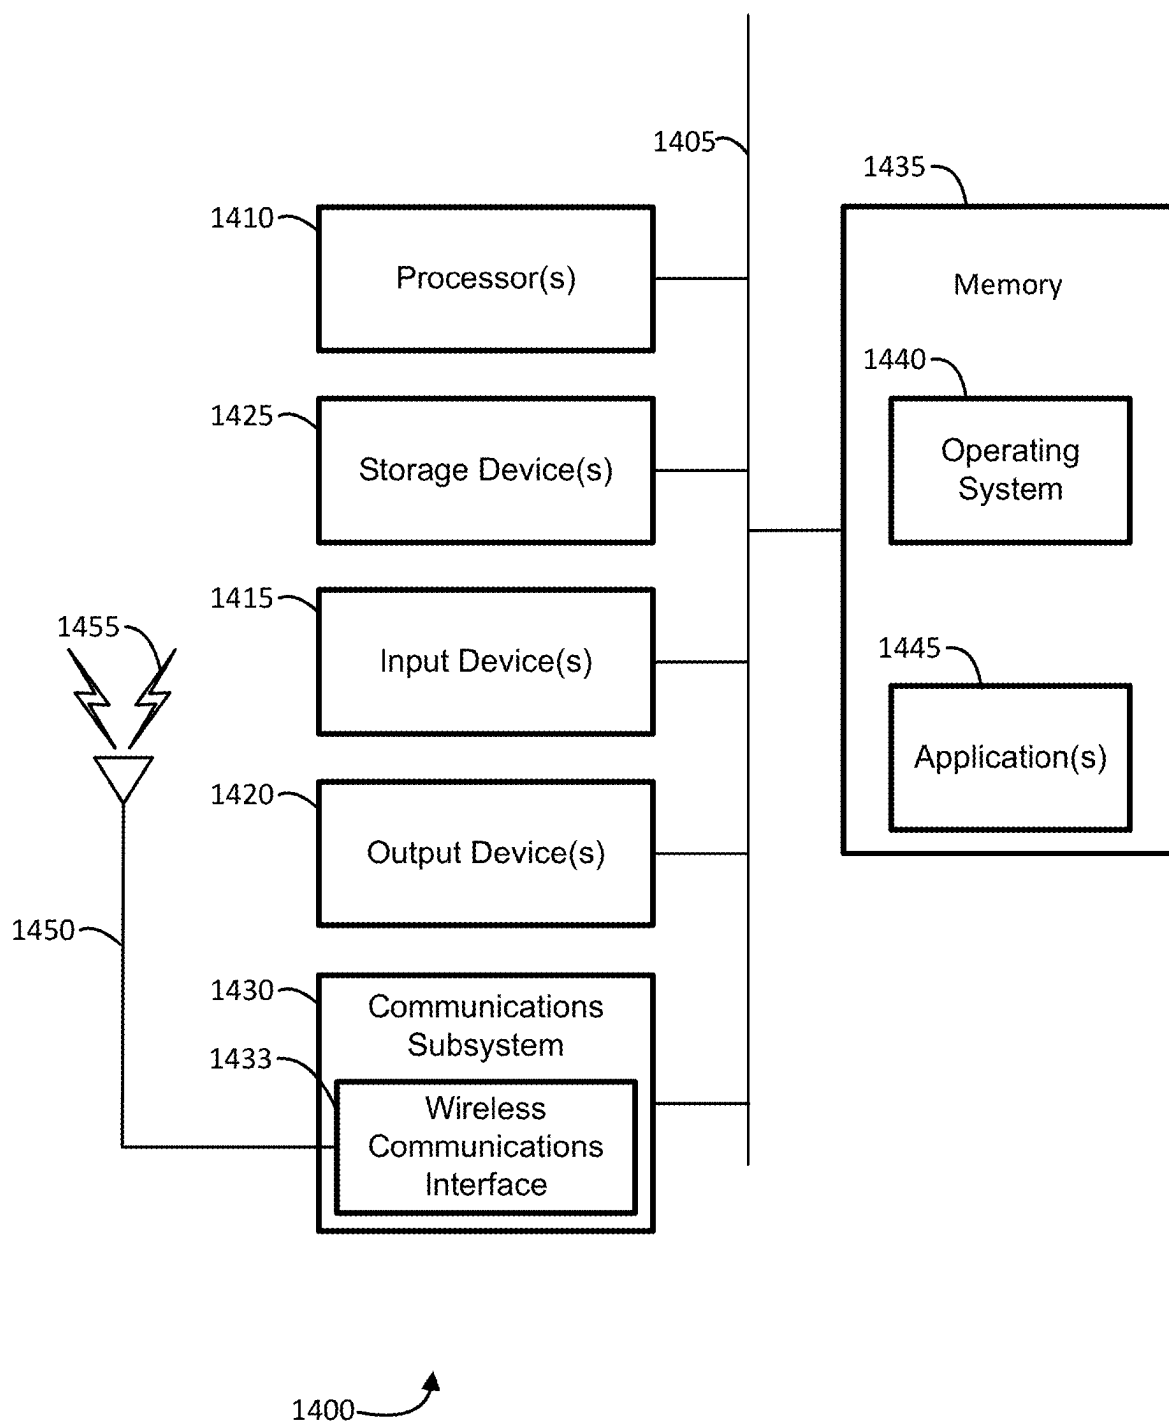 1405
1435
1410
Processor(s)
Memory
1440
1425
Storage Device(s)
Operating
System
1415
1455
Input Device(s)
1445
Application(s)
1420
Output Device(s)
1450
1430
Communications
Subsystem
1433
Wireless
Communications
Interface
1400